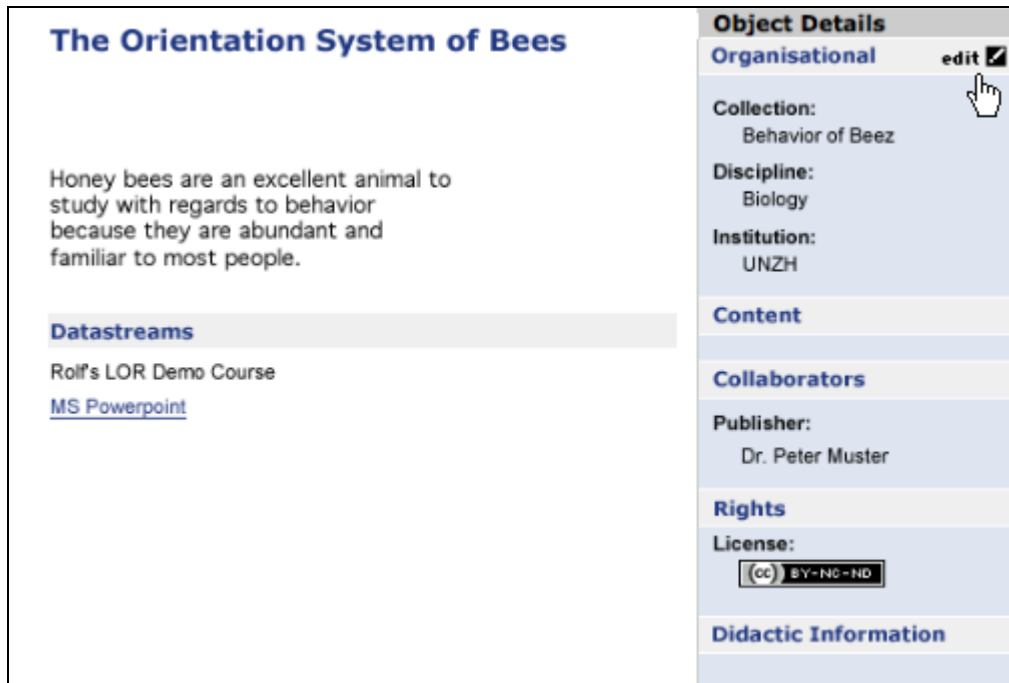 The Orientation System of Bees
Honey bees are an excellent animal to
study with regards to behavior
because they are abundant and
familiar to most people.
Datastreams
Rolf's LOR Demo Course
MS Powerpoint
Object Details
Organisational edit
Collection:
Behavior of Beez
Discipline:
Biology
Institution:
UNZH
Content
Collaborators
Publisher:
Dr. Peter Muster
Rights
License:
cc BY-NC-ND
Didactic Information